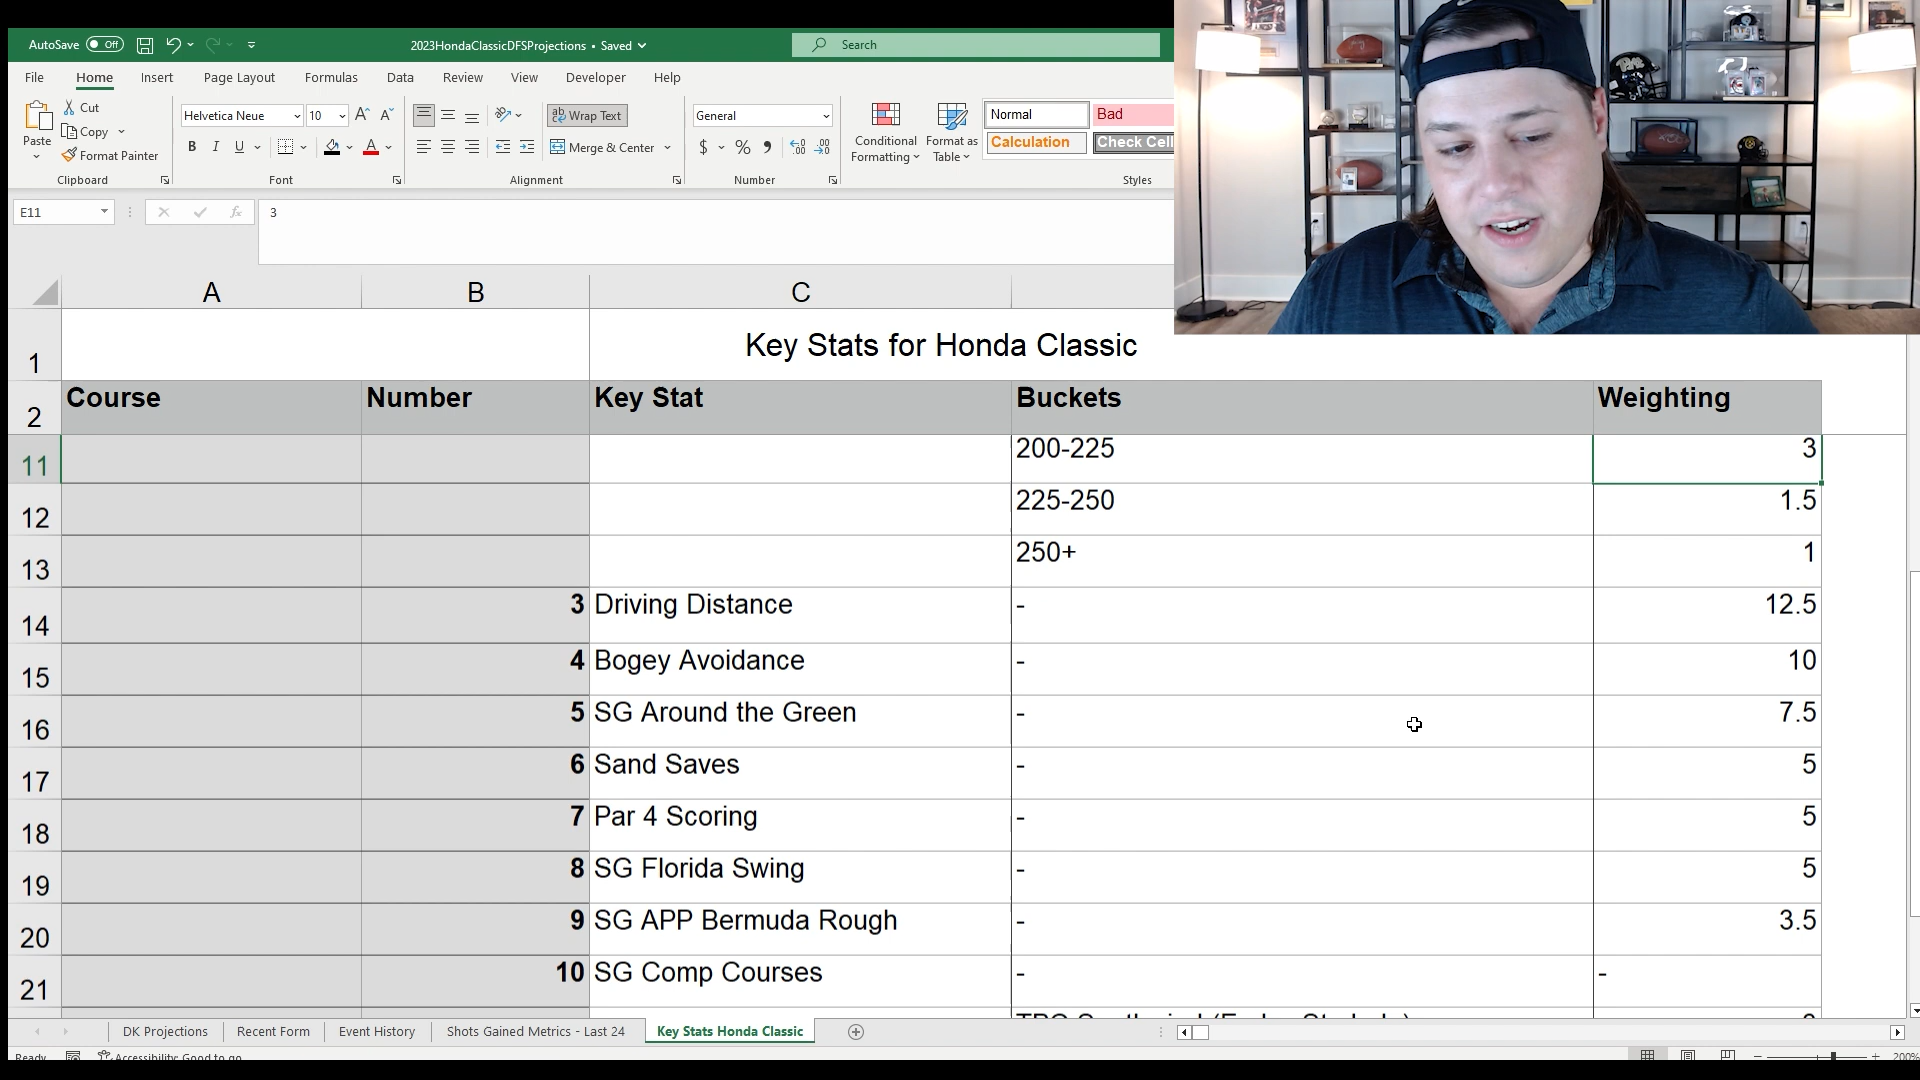 AutoSave Off 2023HondaClassicDFSProjections • Saved Search
File Home Insert Page Layout Formulas Data Review View Developer Help
Paste Cut Copy Format Painter
Helvetica Neue 10 B I U A
Wrap Text Merge & Center
General $ % 9
Conditional Formatting Format as Table
Normal Bad
Calculation Check Cell
Clipboard Font Alignment Number Styles
E11 fx 3
A B C
1 Key Stats for Honda Classic
2 Course Number Key Stat Buckets Weighting
11 200-225 3
12 225-250 1.5
13 250+ 1
14 3 Driving Distance - 12.5
15 4 Bogey Avoidance - 10
16 5 SG Around the Green - 7.5
17 6 Sand Saves - 5
18 7 Par 4 Scoring - 5
19 8 SG Florida Swing - 5
20 9 SG APP Bermuda Rough - 3.5
21 10 SG Comp Courses - -
DK Projections Recent Form Event History Shots Gained Metrics - Last 24 Key Stats Honda Classic
Ready Accessibility: Good to go 200%